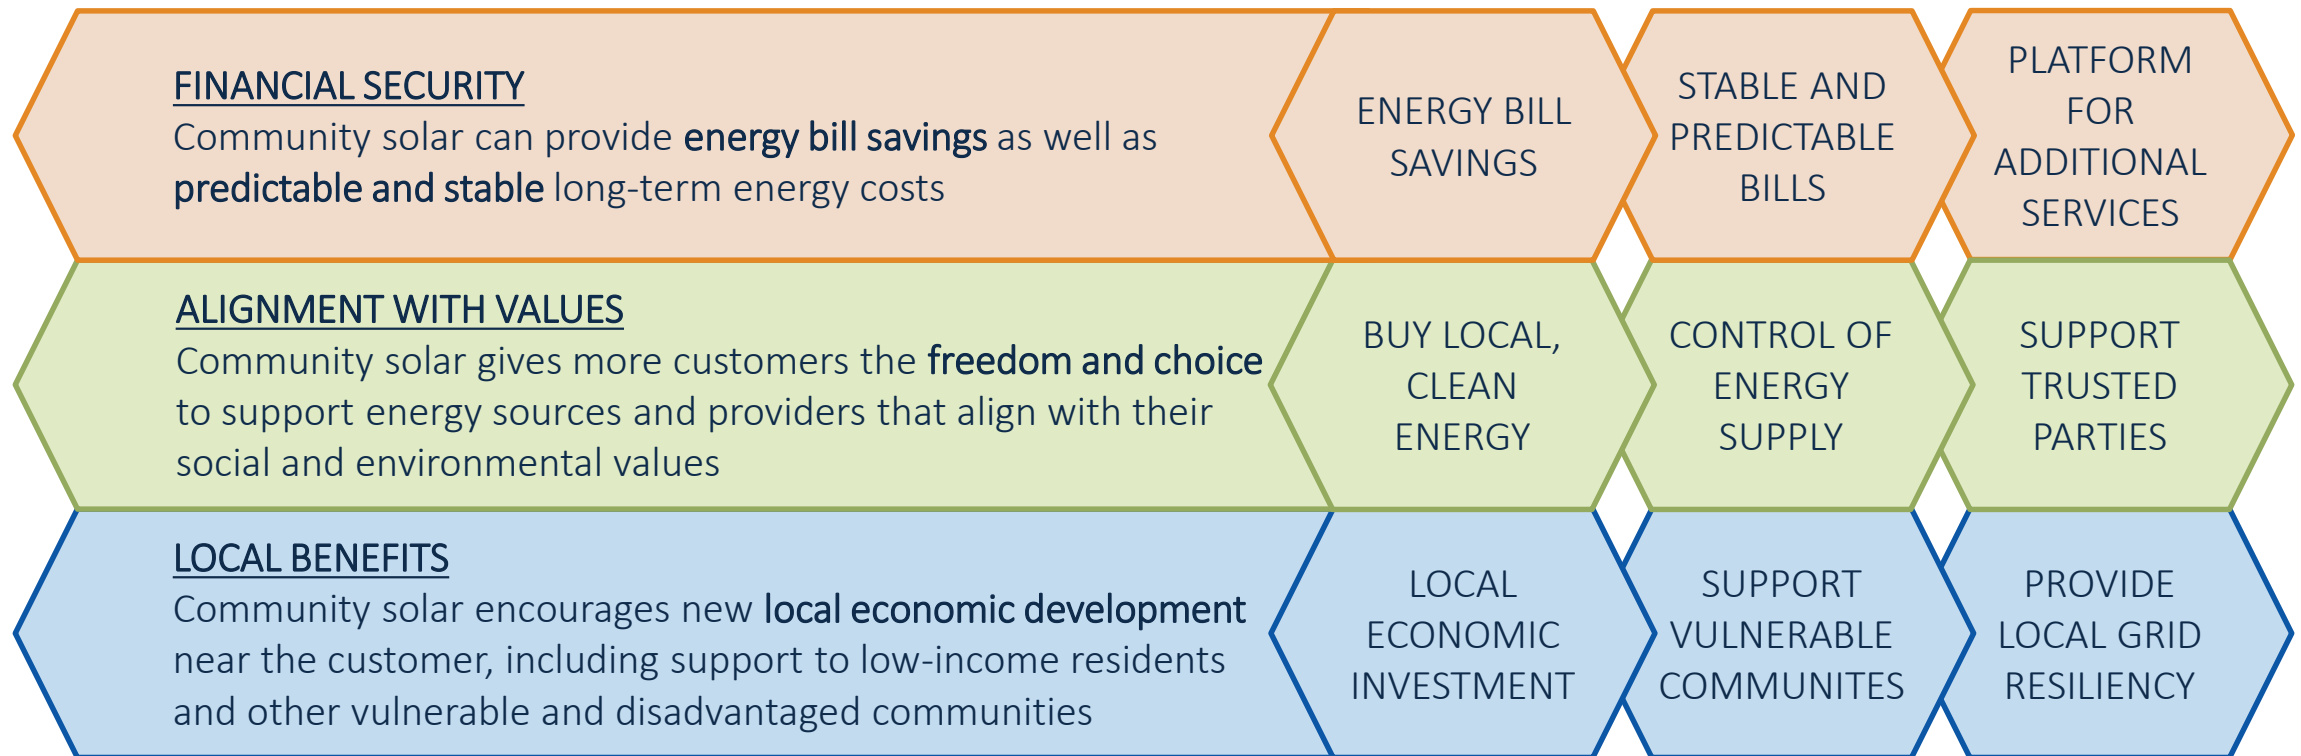 FINANCIAL SECURITY
Community solar can provide energy bill savings as well as
predictable and stable long-term energy costs
ENERGY BILL
SAVINGS
STABLE AND
PREDICTABLE
BILLS
PLATFORM
FOR
ADDITIONAL
SERVICES
ALIGNMENT WITH VALUES
Community solar gives more customers the freedom and choice
to support energy sources and providers that align with their
social and environmental values
BUY LOCAL,
CLEAN
ENERGY
CONTROL OF
ENERGY
SUPPLY
SUPPORT
TRUSTED
PARTIES
LOCAL BENEFITS
Community solar encourages new local economic development
near the customer, including support to low-income residents
and other vulnerable and disadvantaged communities
LOCAL
ECONOMIC
INVESTMENT
SUPPORT
VULNERABLE
COMMUNITES
PROVIDE
LOCAL GRID
RESILIENCY